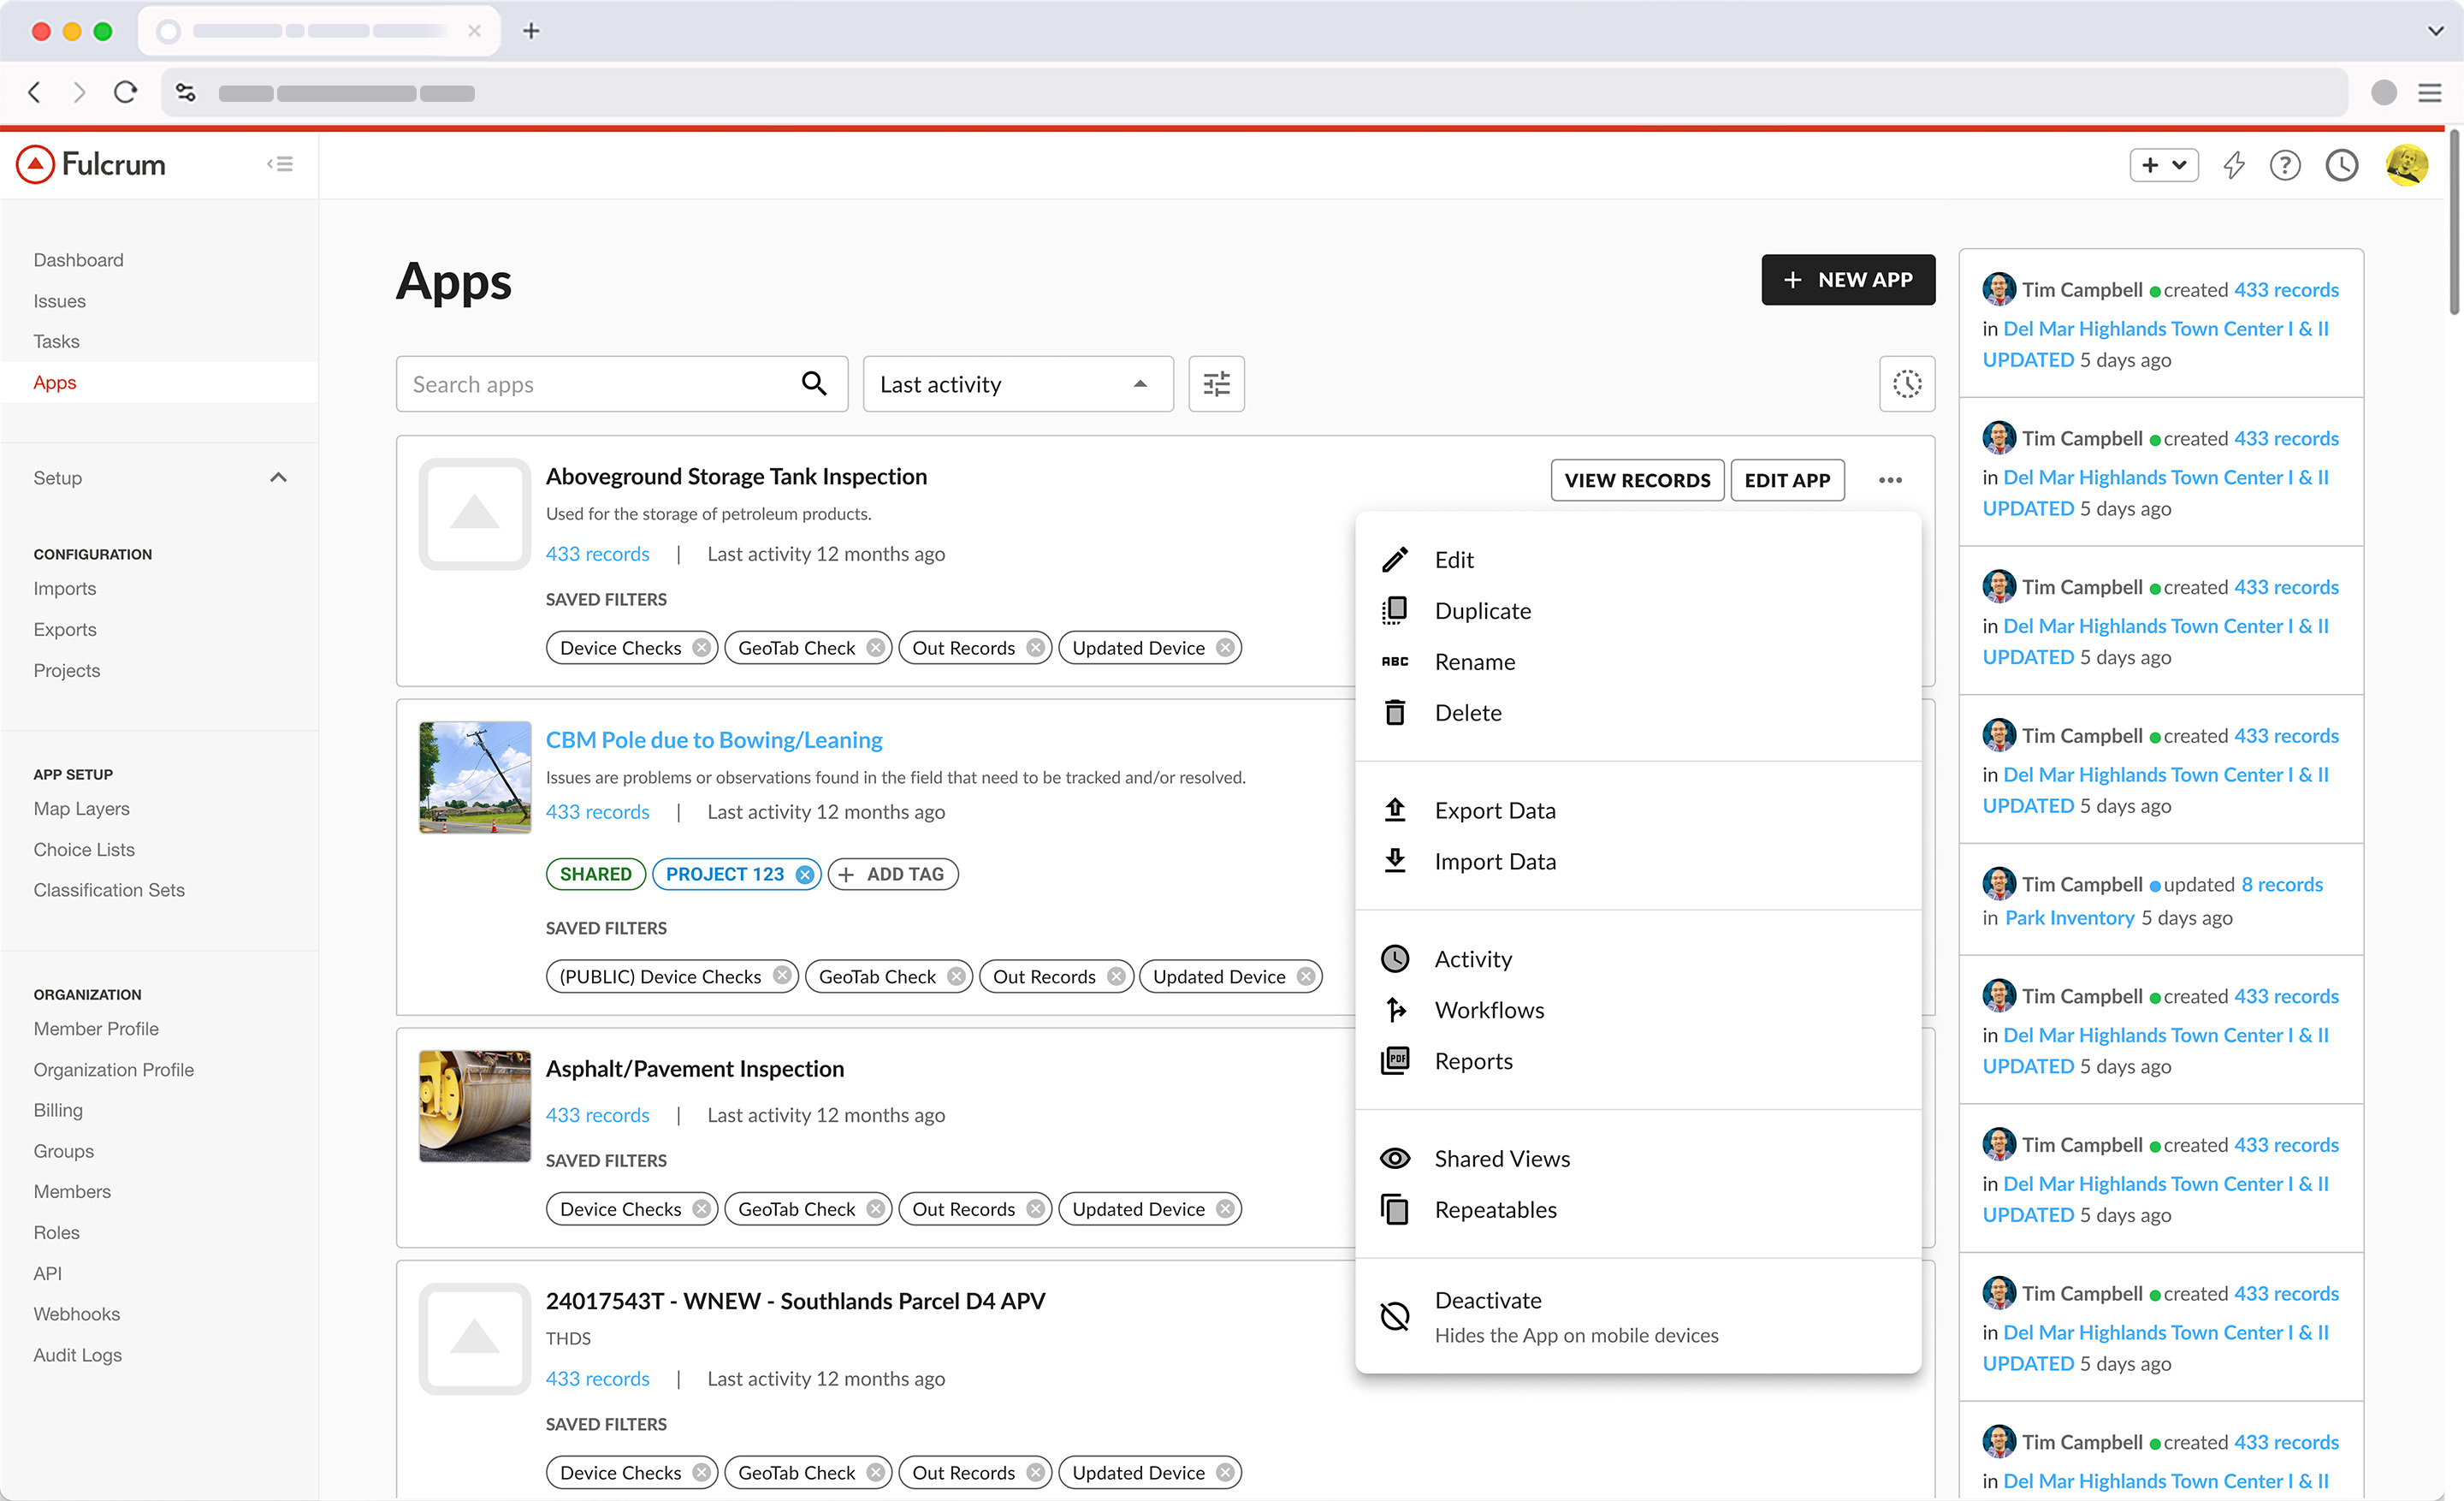 Fulcrum
Dashboard
Issues
Tasks
Apps
Setup
CONFIGURATION
Imports
Exports
Projects
APP SETUP
Map Layers
Choice Lists
Classification Sets
ORGANIZATION
Member Profile
Organization Profile
Billing
Groups
Members
Roles
API
Webhooks
Audit Logs
Apps
+ NEW APP
Search apps
Last activity
Aboveground Storage Tank Inspection
VIEW RECORDS
EDIT APP
Used for the storage of petroleum products.
433 records | Last activity 12 months ago
SAVED FILTERS
Device Checks GeoTab Check Out Records Updated Device
CBM Pole due to Bowing/Leaning
Issues are problems or observations found in the field that need to be tracked and/or resolved.
433 records | Last activity 12 months ago
SHARED PROJECT 123 + ADD TAG
SAVED FILTERS
(PUBLIC) Device Checks GeoTab Check Out Records Updated Device
Asphalt/Pavement Inspection
433 records | Last activity 12 months ago
SAVED FILTERS
Device Checks GeoTab Check Out Records Updated Device
24017543T - WNEW - Southlands Parcel D4 APV
THDS
433 records | Last activity 12 months ago
SAVED FILTERS
Device Checks GeoTab Check Out Records Updated Device
Edit
Duplicate
ABC Rename
Delete
Export Data
Import Data
Activity
Workflows
PDF Reports
Shared Views
Repeatables
Deactivate
Hides the App on mobile devices
Tim Campbell created 433 records
in Del Mar Highlands Town Center I & II
UPDATED 5 days ago
Tim Campbell created 433 records
in Del Mar Highlands Town Center I & II
UPDATED 5 days ago
Tim Campbell created 433 records
in Del Mar Highlands Town Center I & II
UPDATED 5 days ago
Tim Campbell created 433 records
in Del Mar Highlands Town Center I & II
UPDATED 5 days ago
Tim Campbell updated 8 records
in Park Inventory 5 days ago
Tim Campbell created 433 records
in Del Mar Highlands Town Center I & II
UPDATED 5 days ago
Tim Campbell created 433 records
in Del Mar Highlands Town Center I & II
UPDATED 5 days ago
Tim Campbell created 433 records
in Del Mar Highlands Town Center I & II
UPDATED 5 days ago
Tim Campbell created 433 records
in Del Mar Highlands Town Center I & II